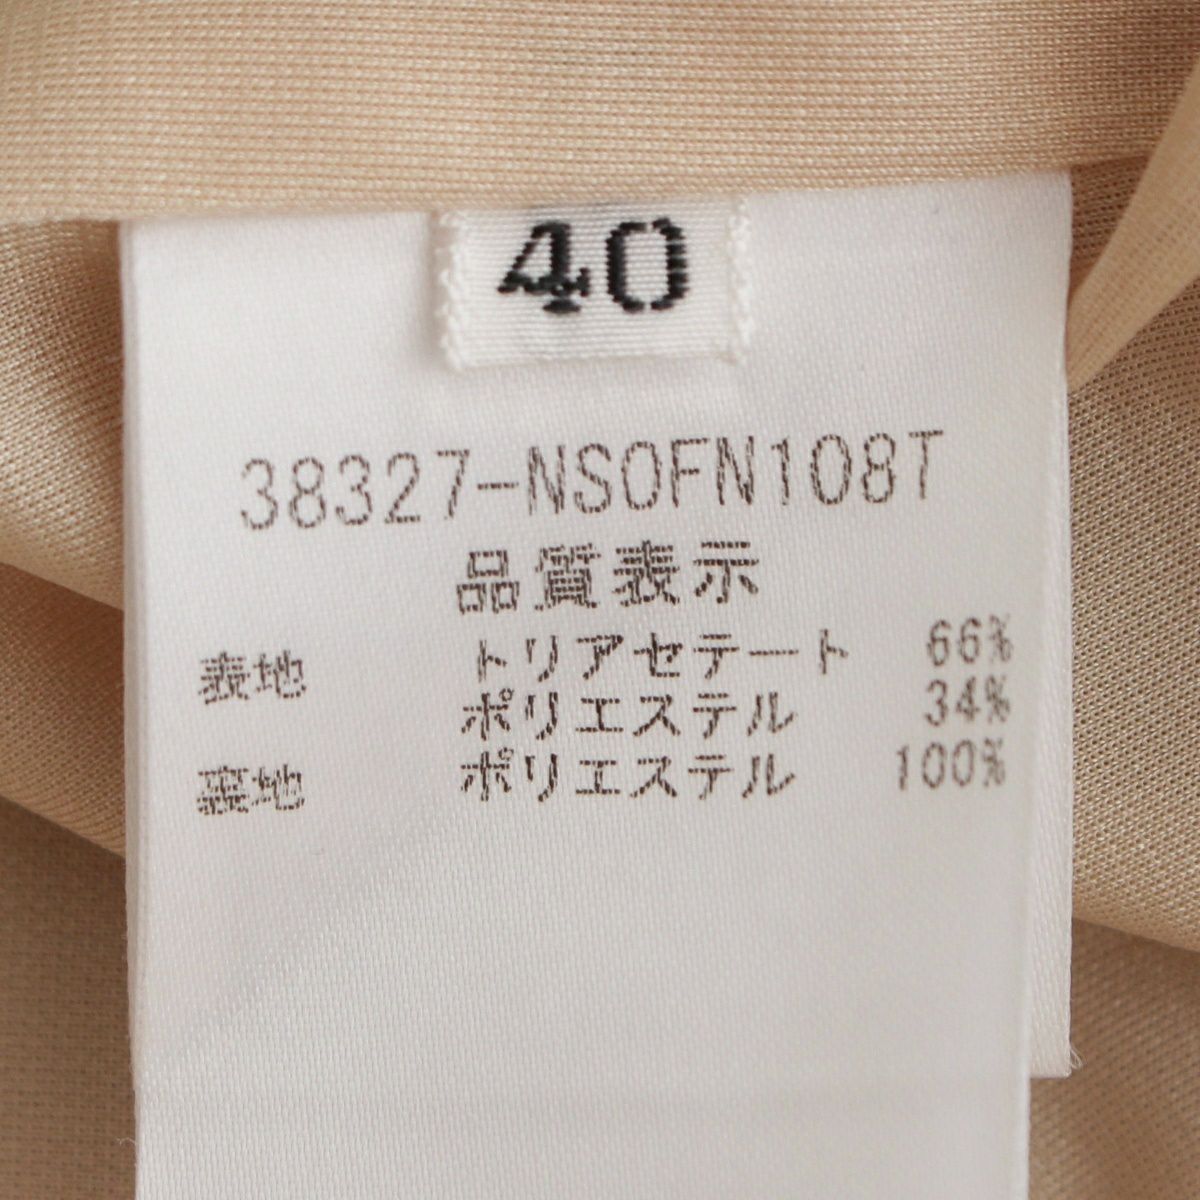 40
38327-NSOFN108T
品質表示
表地 トリアセテート 66%
ポリエステル 34%
裏地 ポリエステル 100%